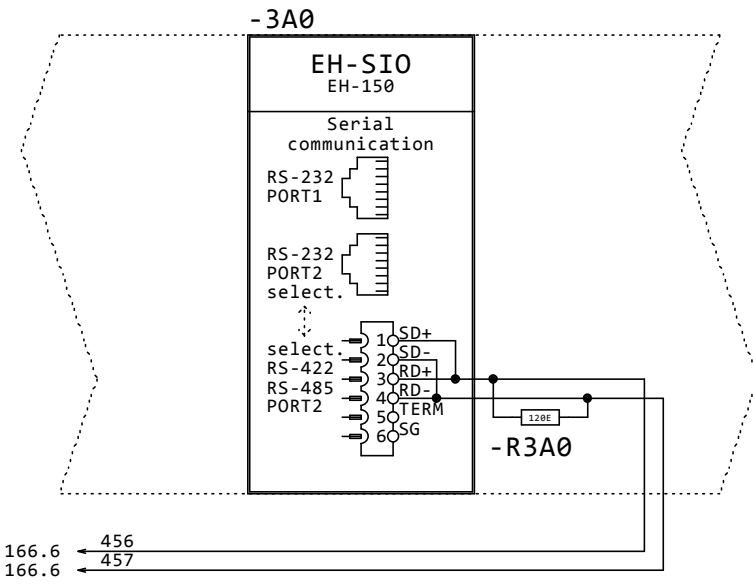 -3A0
EH-SIO
EH-150
Serial
communication
RS-232
PORT1
RS-232
PORT2
select.
select.
RS-422
RS-485
PORT2
1 SD+
2 SD-
3 RD+
4 RD-
5 TERM
6 SG
120E
-R3A0
166.6 456
166.6 457